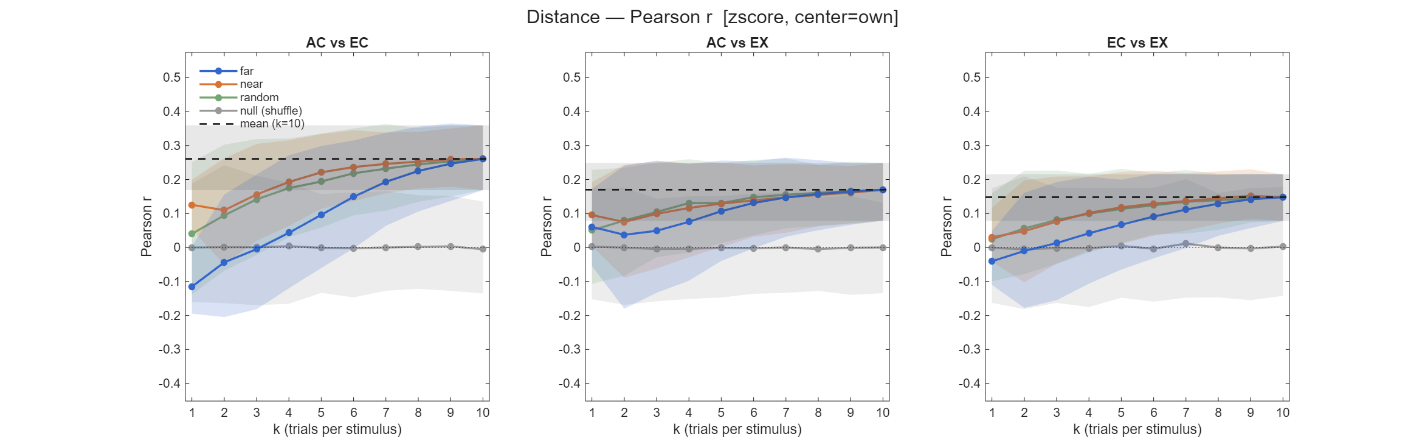 Distance — Pearson r [zscore, center=own]
AC vs EC
far
near
random
null (shuffle)
mean (k=10)
0.5
0.4
0.3
0.2
0.1
0
-0.1
-0.2
-0.3
-0.4
Pearson r
1 2 3 4 5 6 7 8 9 10
k (trials per stimulus)
AC vs EX
0.5
0.4
0.3
0.2
0.1
0
-0.1
-0.2
-0.3
-0.4
Pearson r
1 2 3 4 5 6 7 8 9 10
k (trials per stimulus)
EC vs EX
0.5
0.4
0.3
0.2
0.1
0
-0.1
-0.2
-0.3
-0.4
Pearson r
1 2 3 4 5 6 7 8 9 10
k (trials per stimulus)